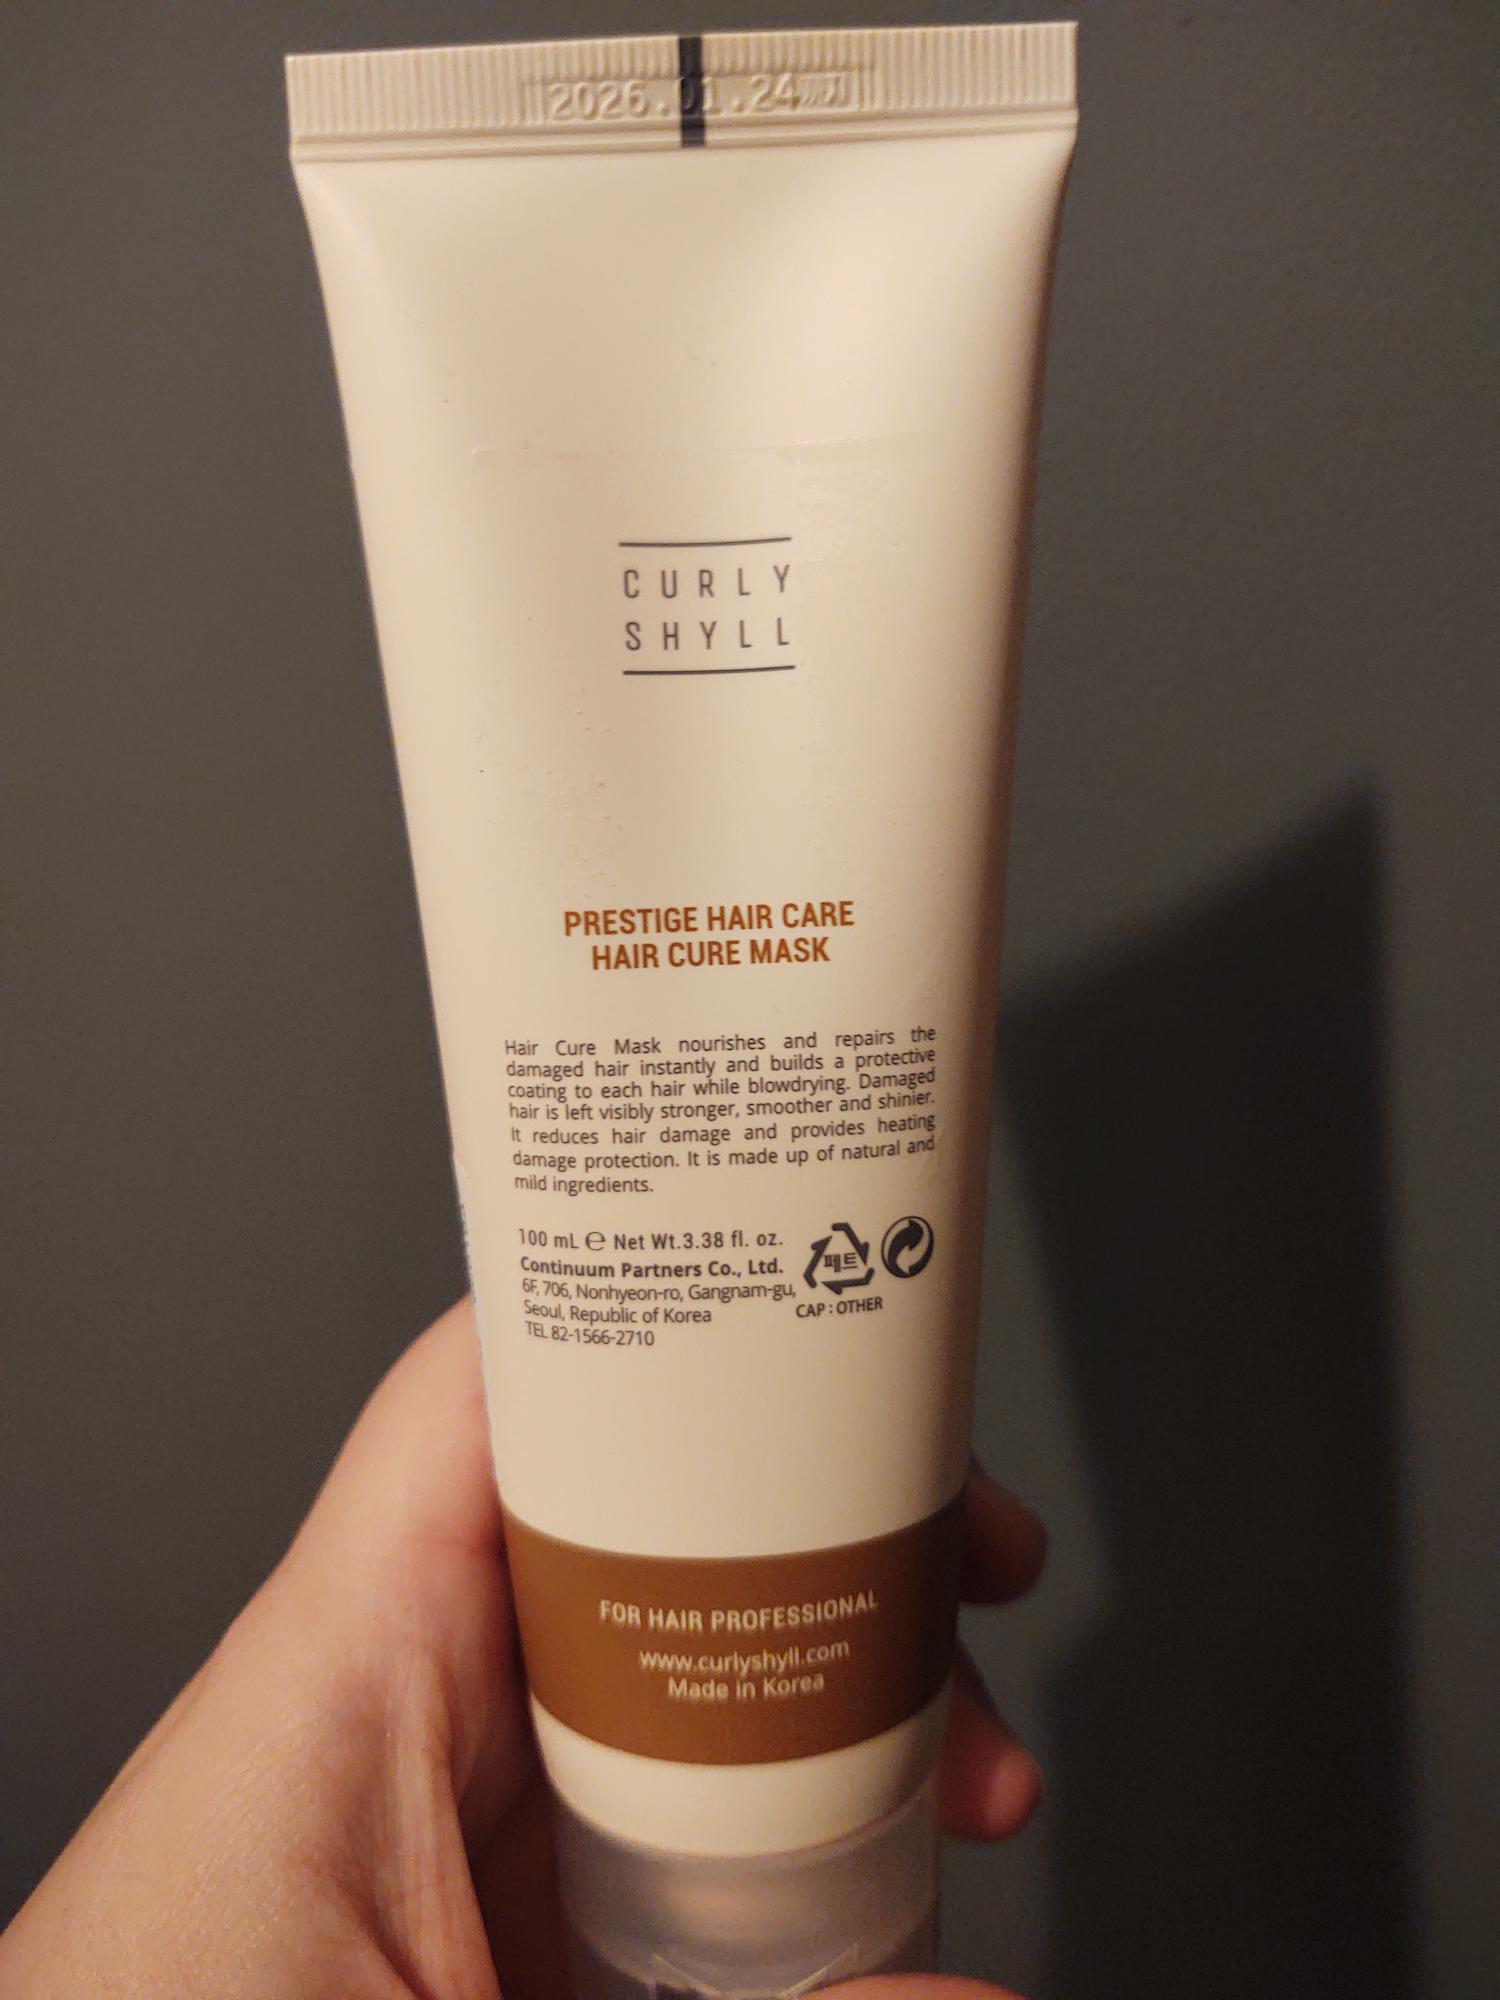 2026.01.24까지
CURLY
SHYLL
PRESTIGE HAIR CARE
HAIR CURE MASK
Hair Cure Mask nourishes and repairs the
damaged hair instantly and builds a protective
coating to each hair while blowdrying. Damaged
hair is left visibly stronger, smoother and shinier.
It reduces hair damage and provides heating
damage protection. It is made up of natural and
mild ingredients.
100 mL ℮ Net Wt.3.38 fl. oz.
Continuum Partners Co., Ltd.
6F, 706, Nonhyeon-ro, Gangnam-gu,
Seoul, Republic of Korea
TEL 82-1566-2710
페트
CAP : OTHER
FOR HAIR PROFESSIONAL
www.curlyshyll.com
Made in Korea